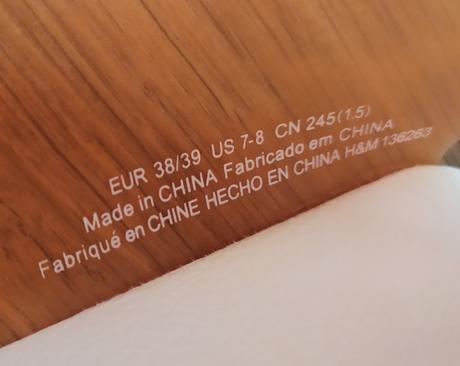 EUR 38/39 US 7-8 CN 245(1.5)
Made in CHINA Fabricado em CHINA
Fabriqué en CHINE HECHO EN CHINA H&M 136263